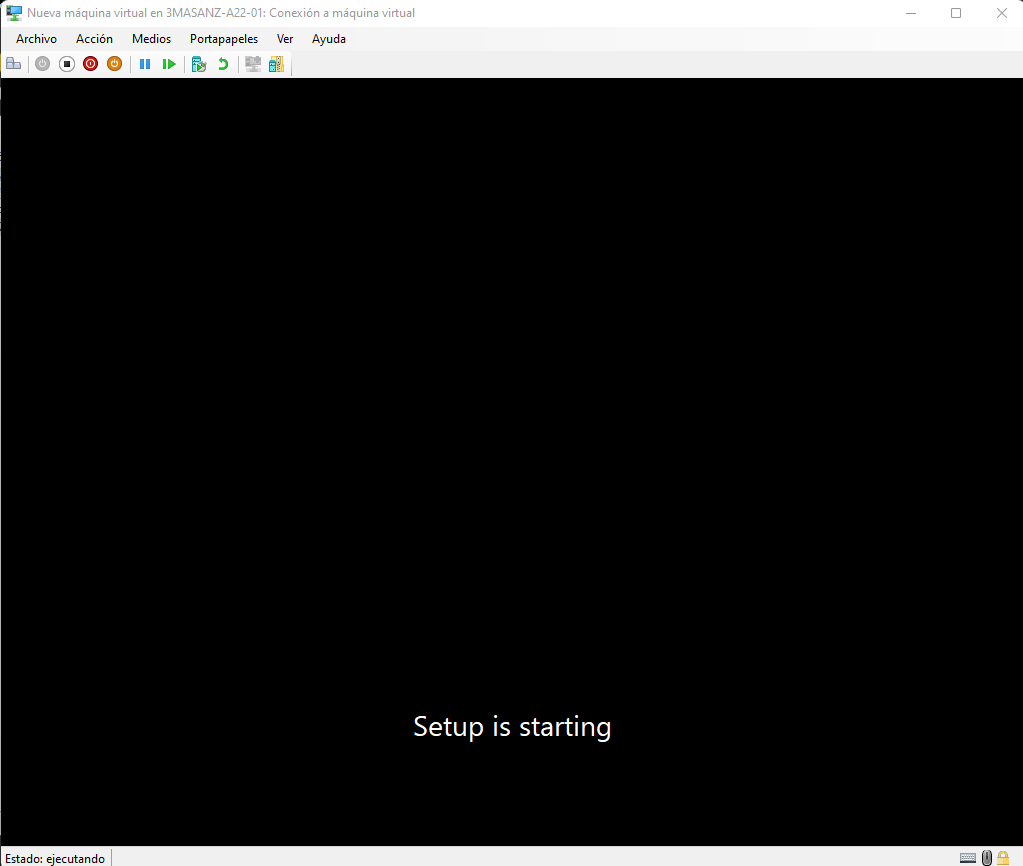 Nueva máquina virtual en 3MASANZ-A22-01: Conexión a máquina virtual
Archivo Acción Medios Portapapeles Ver Ayuda
Setup is starting
Estado: ejecutando